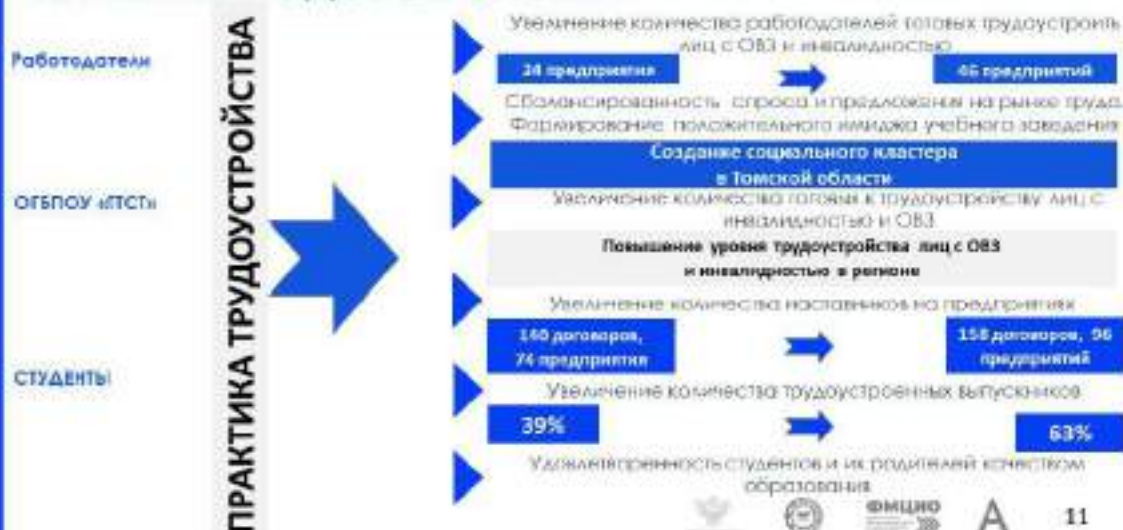 Работодатели
ОГБПОУ «ТТСТ»
СТУДЕНТЫ
ПРАКТИКА ТРУДОУСТРОЙСТВА
Увеличение количества работодателей готовых трудоустроить
лиц с ОВЗ и инвалидностью
34 предприятия
46 предприятий
Сбалансированность спроса и предложения на рынке труда
Формирование положительного имиджа учебного заведения
Создание социального кластера
в Томской области
Увеличение количества готовых к трудоустройству лиц с
инвалидностью и ОВЗ
Повышение уровня трудоустройства лиц с ОВЗ
и инвалидностью в регионе
Увеличение количества наставников на предприятиях
140 договоров,
74 предприятия
158 договоров, 96
предприятий
Увеличение количества трудоустроенных выпускников
39%
63%
Удовлетворенность студентов и их родителей качеством
образования
ФМЦИО
11